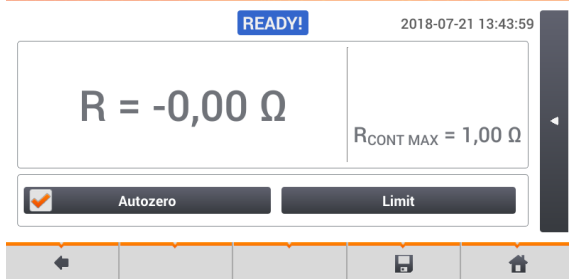 READY! 2018-07-21 13:43:59
R = -0,00 Ω
RCONT MAX = 1,00 Ω
Autozero Limit